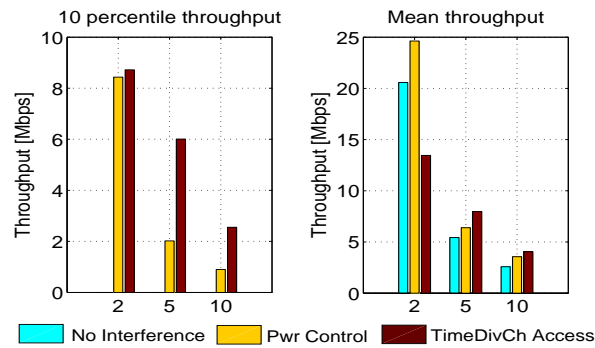 10 percentile throughput
Throughput [Mbps]
10
8
6
4
2
0
2 5 10
Mean throughput
Throughput [Mbps]
25
20
15
10
5
0
2 5 10
No Interference Pwr Control TimeDivCh Access